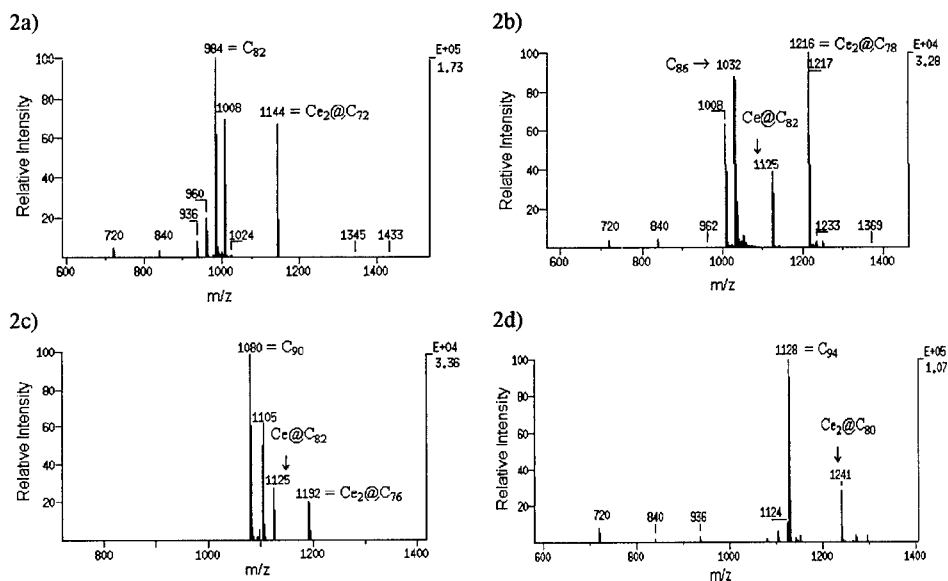 2a)
984 = C82
E+05
1.73
100
80
60
40
20
Relative Intensity
1008
1144 = Ce2@C72
960
936
720
840
1024
1345
1433
600
800
1000
1200
1400
m/z
2b)
1216 = Ce2@C78
E+04
3.28
100
80
60
40
20
Relative Intensity
C86 → 1032
1217
1008
Ce@C82
↓
1125
720
840
962
1233
1369
600
800
1000
1200
1400
m/z
2c)
1080 = C90
E+04
3.36
100
80
60
40
20
Relative Intensity
1105
Ce@C82
↓
1125
1192 = Ce2@C76
800
1000
1200
1400
m/z
2d)
1128 = C94
E+05
1.07
100
80
60
40
20
Relative Intensity
Ce2@C80
↓
1241
720
840
936
1124
600
800
1000
1200
1400
m/z